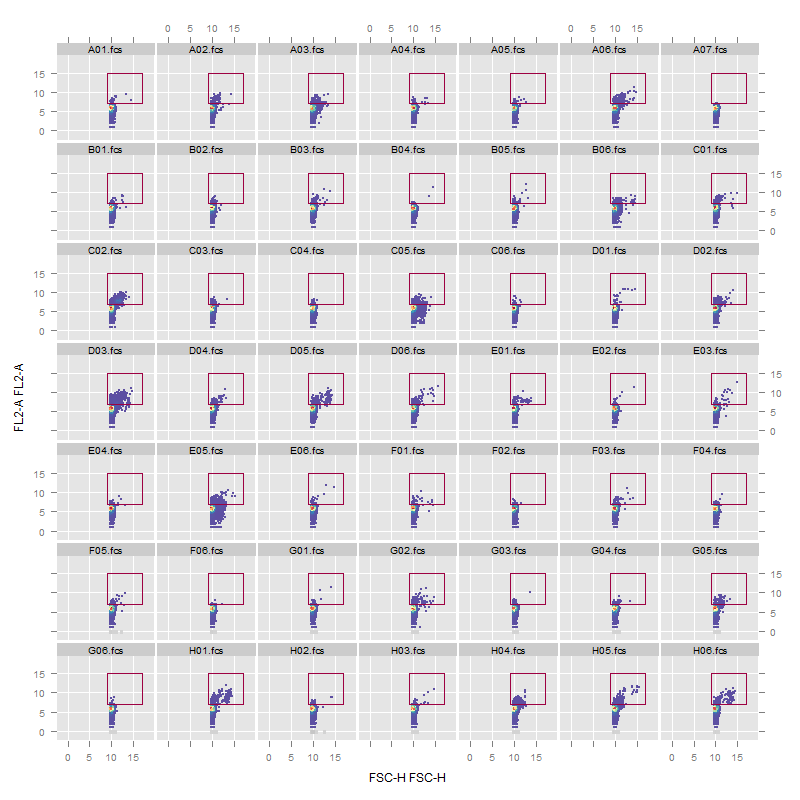 0 5 10 15 0 5 10 15 0 5 10 15
A01.fcs A02.fcs A03.fcs A04.fcs A05.fcs A06.fcs A07.fcs
15
10
5
0
B01.fcs B02.fcs B03.fcs B04.fcs B05.fcs B06.fcs C01.fcs
15
10
5
0
C02.fcs C03.fcs C04.fcs C05.fcs C06.fcs D01.fcs D02.fcs
15
10
5
0
D03.fcs D04.fcs D05.fcs D06.fcs E01.fcs E02.fcs E03.fcs
15
10
5
0
E04.fcs E05.fcs E06.fcs F01.fcs F02.fcs F03.fcs F04.fcs
15
10
5
0
F05.fcs F06.fcs G01.fcs G02.fcs G03.fcs G04.fcs G05.fcs
15
10
5
0
G06.fcs H01.fcs H02.fcs H03.fcs H04.fcs H05.fcs H06.fcs
15
10
5
0
0 5 10 15 0 5 10 15 0 5 10 15 0 5 10 15
FL2-A FL2-A
FSC-H FSC-H